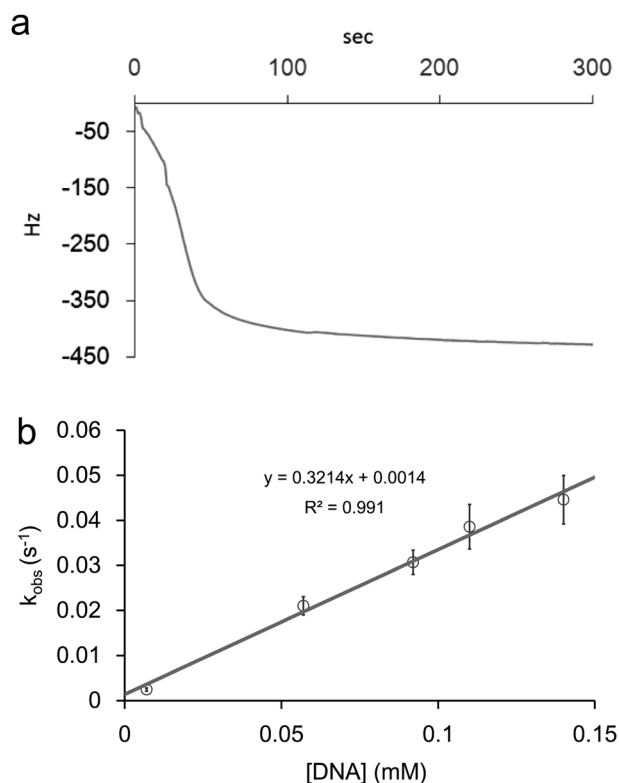 a
sec
0 100 200 300
-50
-150
-250
-350
-450
Hz
b
0.06
0.05
0.04
0.03
0.02
0.01
0
kobs (s-1)
y = 0.3214x + 0.0014
R² = 0.991
0 0.05 0.1 0.15
[DNA] (mM)